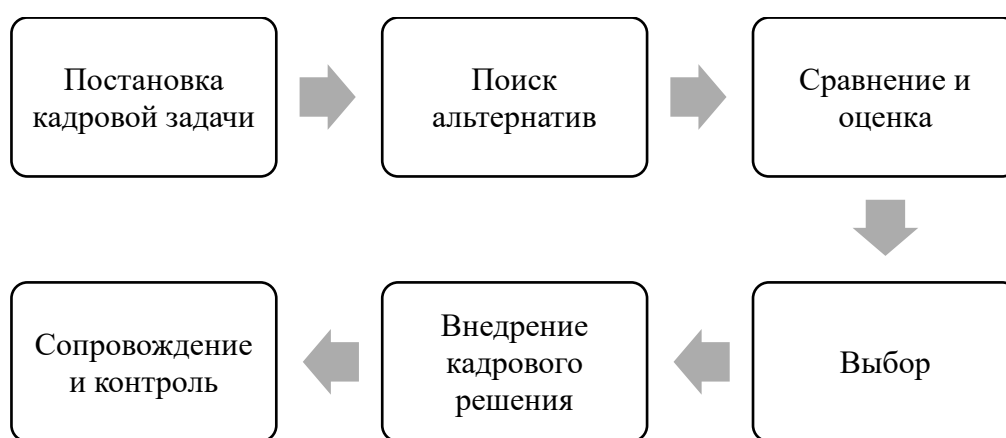 Постановка
кадровой задачи
Поиск
альтернатив
Сравнение и
оценка
Выбор
Внедрение
кадрового
решения
Сопровождение
и контроль